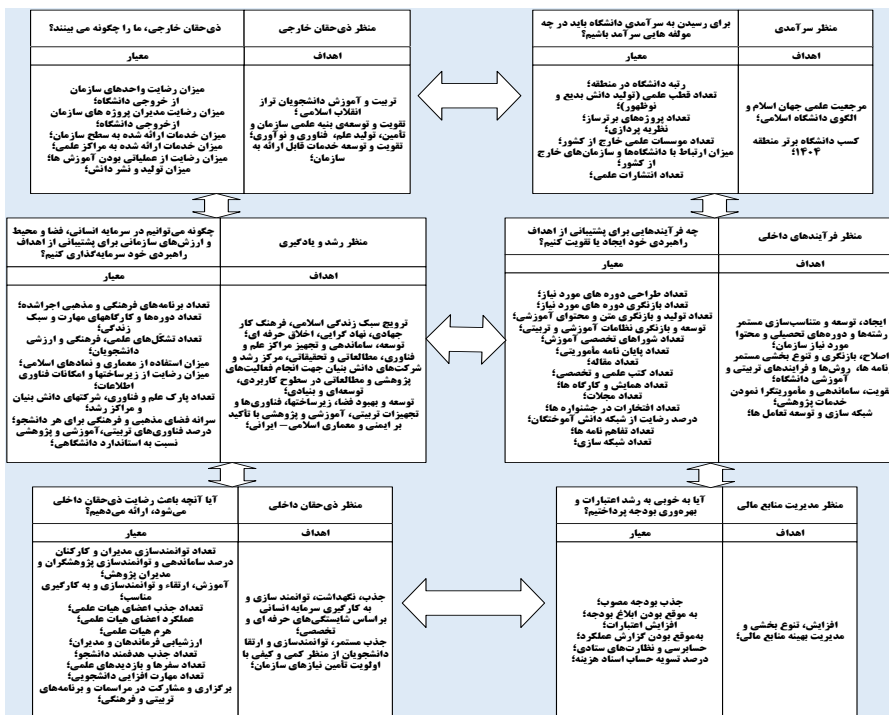 منظر سرآمدی
برای رسیدن به سرآمدی دانشگاه باید در چه
مولفه هایی سرآمد باشیم؟
اهداف
معیار
مرجعیت علمی جهان اسلام و
الگوی دانشگاه اسلامی؛
کسب دانشگاه برتر منطقه
۱۴۰۴؛
رتبه دانشگاه در منطقه؛
تعداد قطب علمی (تولید دانش بدیع و
نوظهور)؛
تعداد پروژه‌های برترساز؛
نظریه پردازی؛
تعداد موسسات علمی خارج از کشور؛
میزان ارتباط با دانشگاه‌ها و سازمان‌های خارج
از کشور؛
تعداد انتشارات علمی؛
منظر ذی‌حقان خارجی
ذی‌حقان خارجی، ما را چگونه می بینند؟
اهداف
معیار
تربیت و آموزش دانشجویان تراز
انقلاب اسلامی؛
تقویت و توسعه‌ی بنیه علمی سازمان و
تأمین، تولید علم، فناوری و نوآوری؛
تقویت و توسعه خدمات قابل ارائه به
سازمان؛
میزان رضایت واحدهای سازمان
از خروجی دانشگاه؛
میزان رضایت مدیران پروژه های سازمان
ازخروجی دانشگاه؛
میزان خدمات ارائه شده به سطح سازمان؛
میزان خدمات ارائه شده به مراکز علمی؛
میزان رضایت از عملیاتی بودن آموزش ها؛
میزان تولید و نشر دانش؛
منظر فرآیندهای داخلی
چه فرآیندهایی برای پشتیبانی از اهداف
راهبردی خود ایجاد یا تقویت کنیم؟
اهداف
معیار
ایجاد، توسعه و متناسب‌سازی مستمر
رشته‌ها و دوره‌های تحصیلی و محتوا
مورد نیاز سازمان؛
اصلاح، بازنگری و تنوع بخشی مستمر
نامه ها، روش‌ها و فرایندهای تربیتی و
آموزشی دانشگاه؛
قویت، ساماندهی و مأموریتگرا نمودن
خدمات پژوهشی؛
شبکه سازی و توسعه تعامل ها؛
تعداد طراحی دوره های مورد نیاز؛
تعداد بازنگری دوره های مورد نیاز؛
تعداد تولید و بازنگری متن و محتوای آموزشی؛
توسعه و بازنگری نظامات آموزشی و تربیتی؛
تعداد شوراهای تخصصی آموزش؛
تعداد پایان نامه مأموریتی؛
تعداد مقاله؛
تعداد کتب علمی و تخصصی؛
تعداد همایش و کارگاه ها؛
تعداد مجلات؛
تعداد افتخارات در جشنواره ها؛
درصد رضایت از شبکه دانش آموختگان؛
تعداد تفاهم نامه ها؛
تعداد شبکه سازی؛
منظر رشد و یادگیری
چگونه می‌توانیم در سرمایه انسانی، فضا و محیط
و ارزش‌های سازمانی برای پشتیبانی از اهداف
راهبردی خود سرمایه‌گذاری کنیم؟
اهداف
معیار
ترویج سبک زندگی اسلامی، فرهنگ کار
جهادی، نهاد گرایی، اخلاق حرفه ای؛
توسعه، ساماندهی و تجهیز مراکز علم و
فناوری، مطالعاتی و تحقیقاتی، مرکز رشد و
شرکت‌های دانش بنیان جهت انجام فعالیت‌های
پژوهشی و مطالعاتی در سطوح کاربردی،
توسعه‌ای و بنیادی؛
توسعه و بهبود فضا، زیرساختها، فناوری‌ها و
تجهیزات تربیتی، آموزشی و پژوهشی با تأکید
بر ایمنی و معماری اسلامی– ایرانی؛
تعداد برنامه‌های فرهنگی و مذهبی اجراشده؛
تعداد دوره‌ها و کارگاههای مهارت و سبک
زندگی؛
تعداد تشکّل‌های علمی، فرهنگی و ارزشی
دانشجویان؛
میزان استفاده از معماری و نمادهای اسلامی؛
میزان رضایت از زیرساختها و امکانات فناوری
اطلاعات؛
تعداد پارک علم و فناوری، شرکتهای دانش بنیان
و مراکز رشد؛
سرانه فضای مذهبی و فرهنگی برای هر دانشجو؛
درصد فناوری‌های تربیتی،آموزشی و پژوهشی
نسبت به استاندارد دانشگاهی؛
منظر مدیریت منابع مالی
آیا به خوبی به رشد اعتبارات و
بهره‌وری بودجه پرداختیم؟
اهداف
معیار
افزایش، تنوع بخشی و
مدیریت بهینه منابع مالی؛
جذب بودجه مصوب؛
به موقع بودن ابلاغ بودجه؛
افزایش اعتبارات؛
به‌موقع بودن گزارش عملکرد؛
حسابرسی و نظارت‌های ستادی؛
درصد تسویه حساب اسناد هزینه؛
منظر ذی‌حقان داخلی
آیا آنچه باعث رضایت ذی‌حقان داخلی
می‌شود، ارائه می‌دهیم؟
اهداف
معیار
جذب، نگهداشت، توانمند سازی و
به کارگیری سرمایه انسانی
براساس شایستگی‌های حرفه ای و
تخصصی؛
جذب مستمر، توانمندسازی و ارتقا
دانشجویان از منظر کمی و کیفی با
اولویت تأمین نیازهای سازمان؛
تعداد توانمندسازی مدیران و کارکنان
درصد ساماندهی و توانمندسازی پژوهشگران و
مدیران پژوهش؛
آموزش، ارتقاء و توانمندسازی و به کارگیری
مناسب؛
تعداد جذب اعضای هیات علمی؛
عملکرد اعضای هیات علمی؛
هرم هیات علمی؛
ارزشیابی فرماندهان و مدیران؛
تعداد جذب هدفمند دانشجو؛
تعداد سفرها و بازدیدهای علمی؛
تعداد مهارت افزایی دانشجویی؛
برگزاری و مشارکت در مراسمات و برنامه‌های
تربیتی و فرهنگی؛